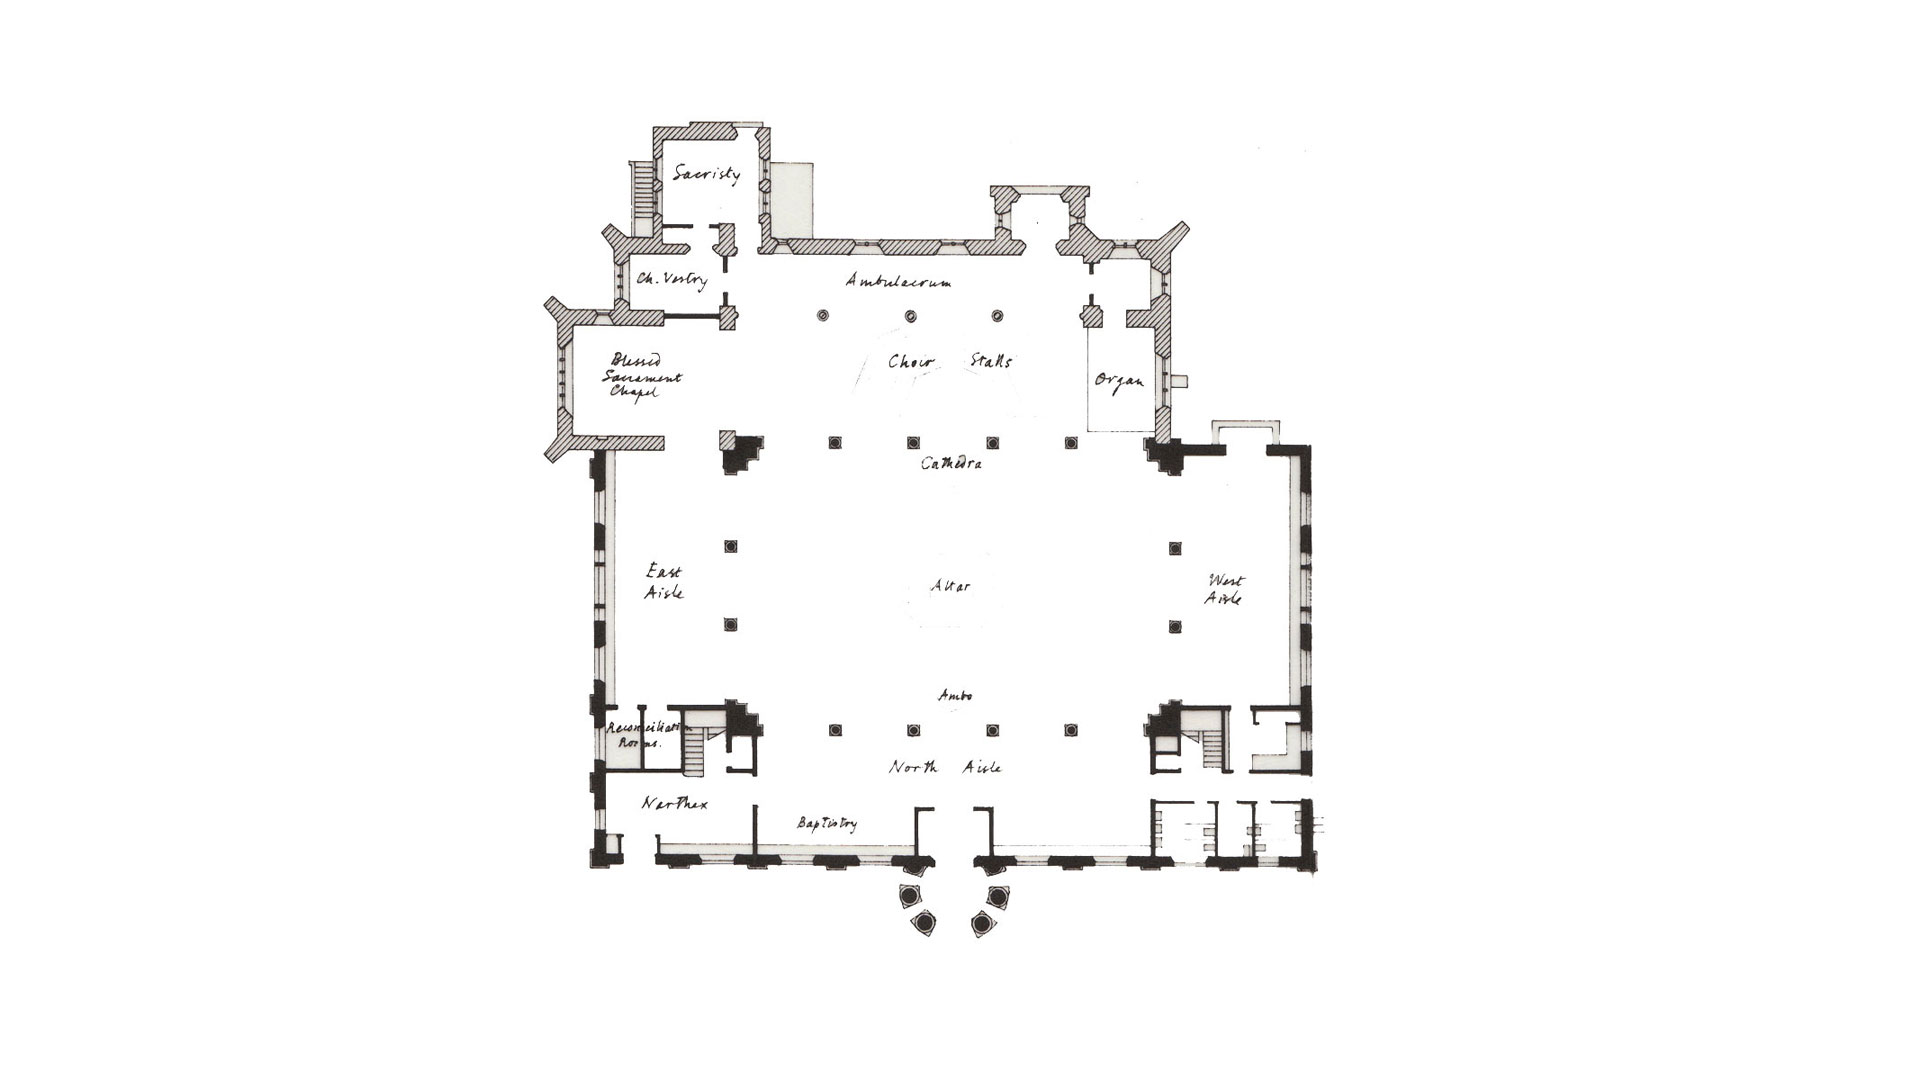 Sacristy
Ch. Vestry
Ambulacrum
Blessed
Sacrament
Chapel
Choir Stalls
Organ
Cathedra
East
Aisle
Altar
West
Aisle
Ambo
Reconciliation
Rooms.
North Aisle
Narthex
Baptistry